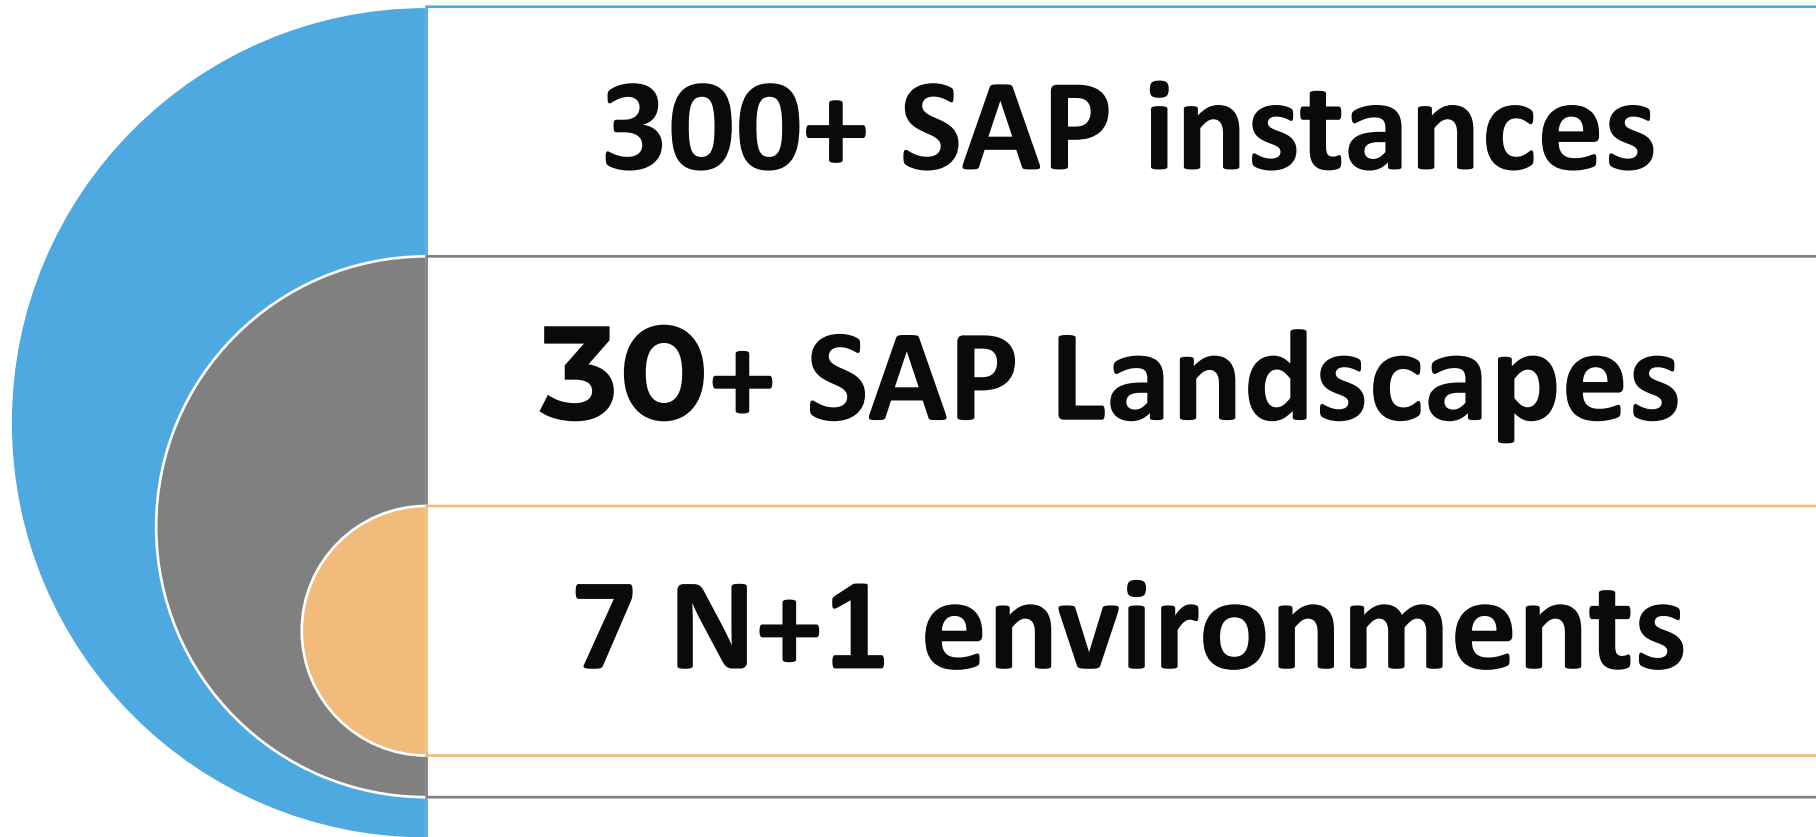 300+ SAP instances
30+ SAP Landscapes
7 N+1 environments